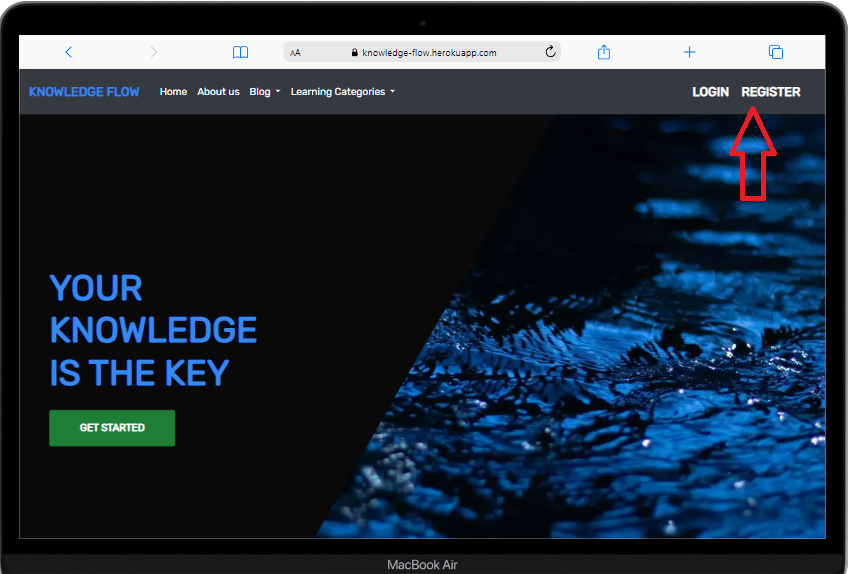 AA knowledge-flow.herokuapp.com
KNOWLEDGE FLOW Home About us Blog Learning Categories LOGIN REGISTER
YOUR
KNOWLEDGE
IS THE KEY
GET STARTED
MacBook Air